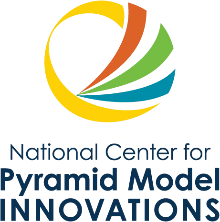 National Center for
Pyramid Model
INNOVATIONS